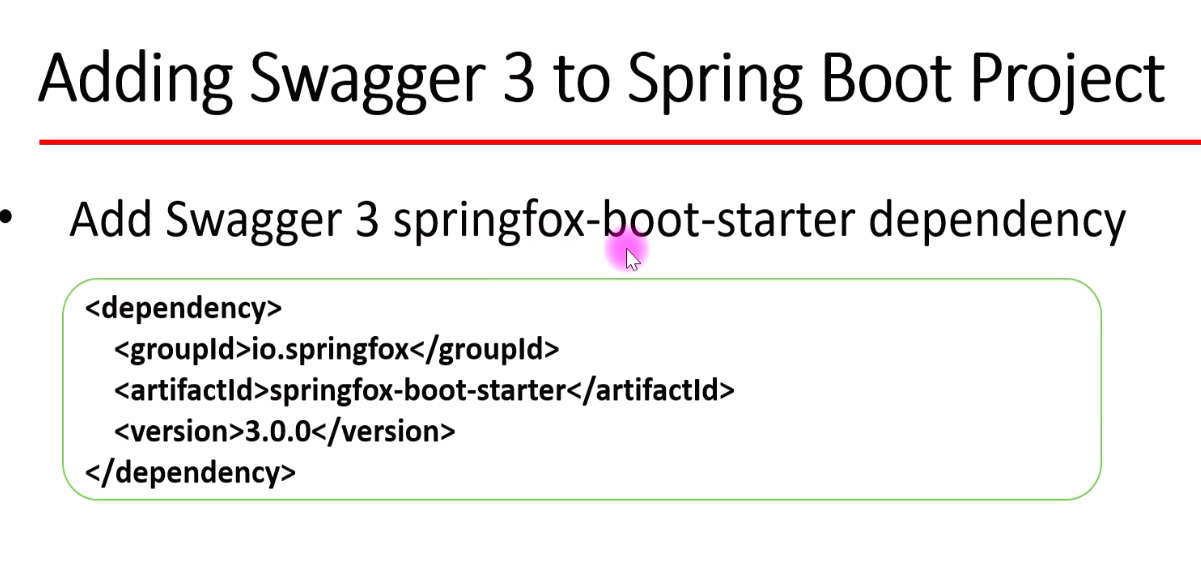 Adding Swagger 3 to Spring Boot Project
• Add Swagger 3 springfox-boot-starter dependency
<dependency>
<groupId>io.springfox</groupId>
<artifactId>springfox-boot-starter</artifactId>
<version>3.0.0</version>
</dependency>